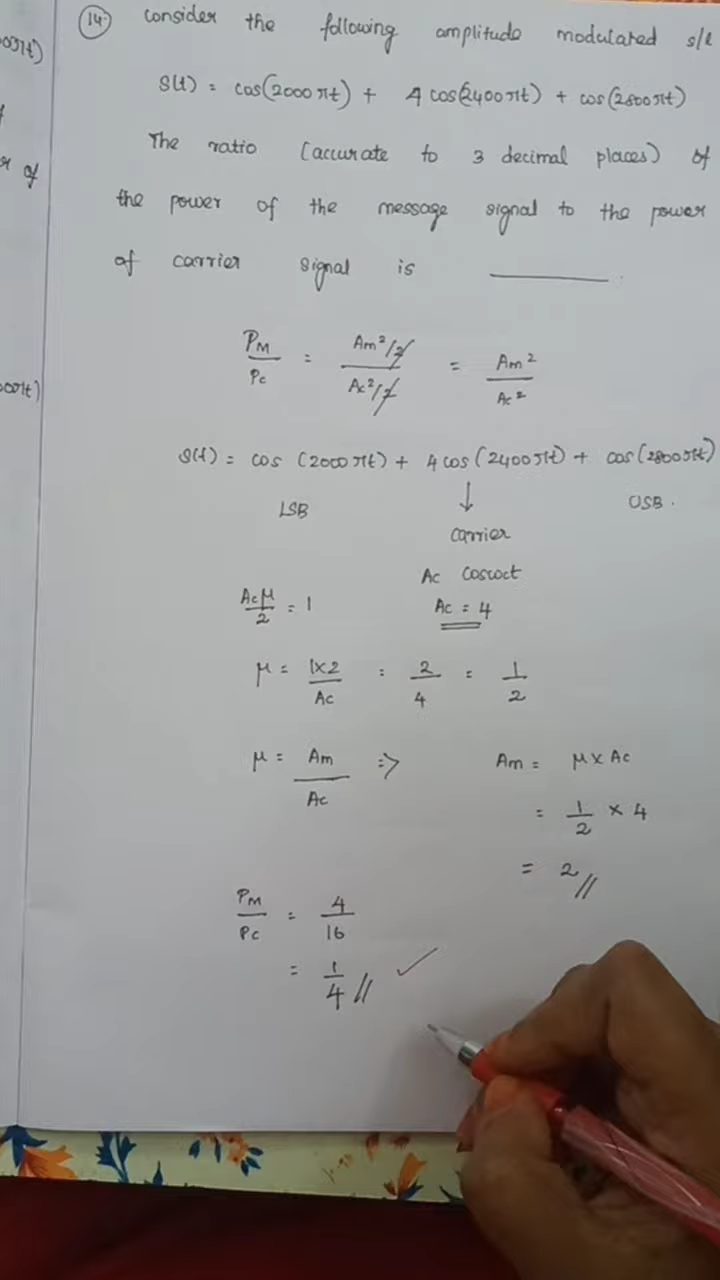 (14.) consider the following amplitude modulated s/l
S(t) = cos(2000πt) + 4 cos(2400πt) + cos(2800πt)
The ratio (accurate to 3 decimal places) of
the power of the message signal to the power
of carrier signal is ________.
PM/Pc = (Am²/2)/(Ac²/2) = Am²/Ac²
S(t) = cos (2000πt) + 4 cos (2400πt) + cos (2800πt)
LSB ↓ USB.
carrier
Ac cosωct
Acμ/2 = 1 Ac = 4
μ = 1×2/Ac = 2/4 = 1/2
μ = Am/Ac => Am = μ×Ac
= 1/2 × 4
= 2//
PM/Pc = 4/16
= 1/4// ✓
of